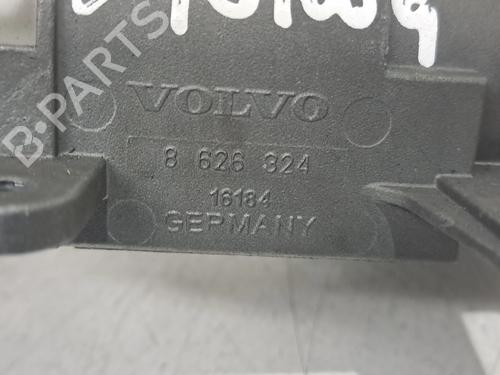 VOLVO
8 626 324
16184
GERMANY
B-PARTS